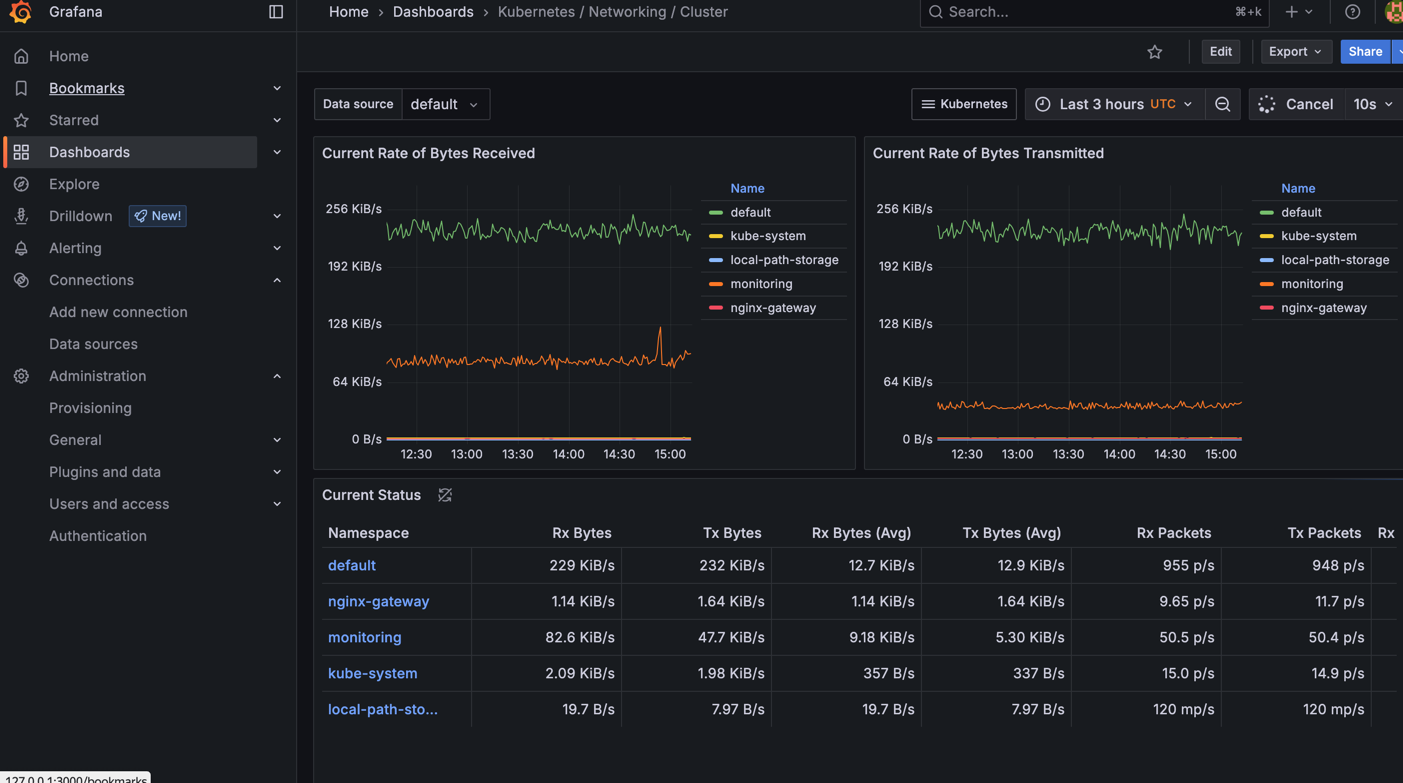 Grafana
Home › Dashboards › Kubernetes / Networking / Cluster
Search...
⌘+k
Edit
Export
Share
Home
Bookmarks
Starred
Dashboards
Explore
Drilldown
New!
Alerting
Connections
Add new connection
Data sources
Administration
Provisioning
General
Plugins and data
Users and access
Authentication
Data source
default
Kubernetes
Last 3 hours UTC
Cancel
10s
Current Rate of Bytes Received
256 KiB/s
192 KiB/s
128 KiB/s
64 KiB/s
0 B/s
12:30 13:00 13:30 14:00 14:30 15:00
Name
default
kube-system
local-path-storage
monitoring
nginx-gateway
Current Rate of Bytes Transmitted
256 KiB/s
192 KiB/s
128 KiB/s
64 KiB/s
0 B/s
12:30 13:00 13:30 14:00 14:30 15:00
Name
default
kube-system
local-path-storage
monitoring
nginx-gateway
Current Status
Namespace Rx Bytes Tx Bytes Rx Bytes (Avg) Tx Bytes (Avg) Rx Packets Tx Packets Rx
default 229 KiB/s 232 KiB/s 12.7 KiB/s 12.9 KiB/s 955 p/s 948 p/s
nginx-gateway 1.14 KiB/s 1.64 KiB/s 1.14 KiB/s 1.64 KiB/s 9.65 p/s 11.7 p/s
monitoring 82.6 KiB/s 47.7 KiB/s 9.18 KiB/s 5.30 KiB/s 50.5 p/s 50.4 p/s
kube-system 2.09 KiB/s 1.98 KiB/s 357 B/s 337 B/s 15.0 p/s 14.9 p/s
local-path-sto... 19.7 B/s 7.97 B/s 19.7 B/s 7.97 B/s 120 mp/s 120 mp/s
127.0.0.1:3000/bookmarks